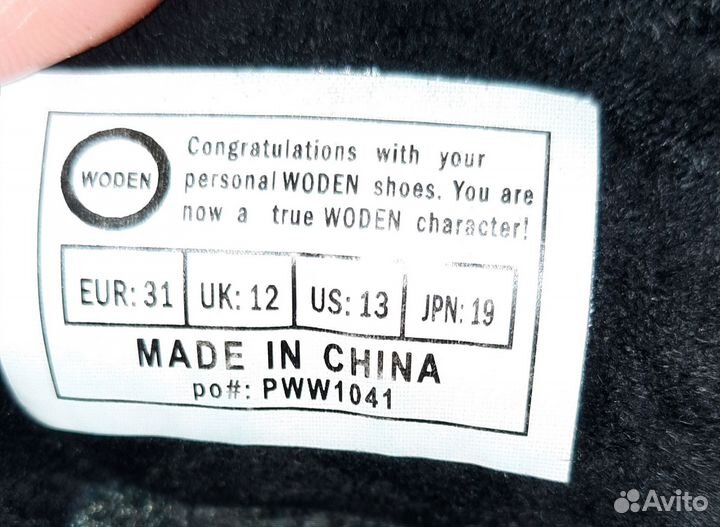 WODEN
Congratulations with your
personal WODEN shoes. You are
now a true WODEN character!
EUR: 31 UK: 12 US: 13 JPN: 19
MADE IN CHINA
po#: PWW1041
Avito